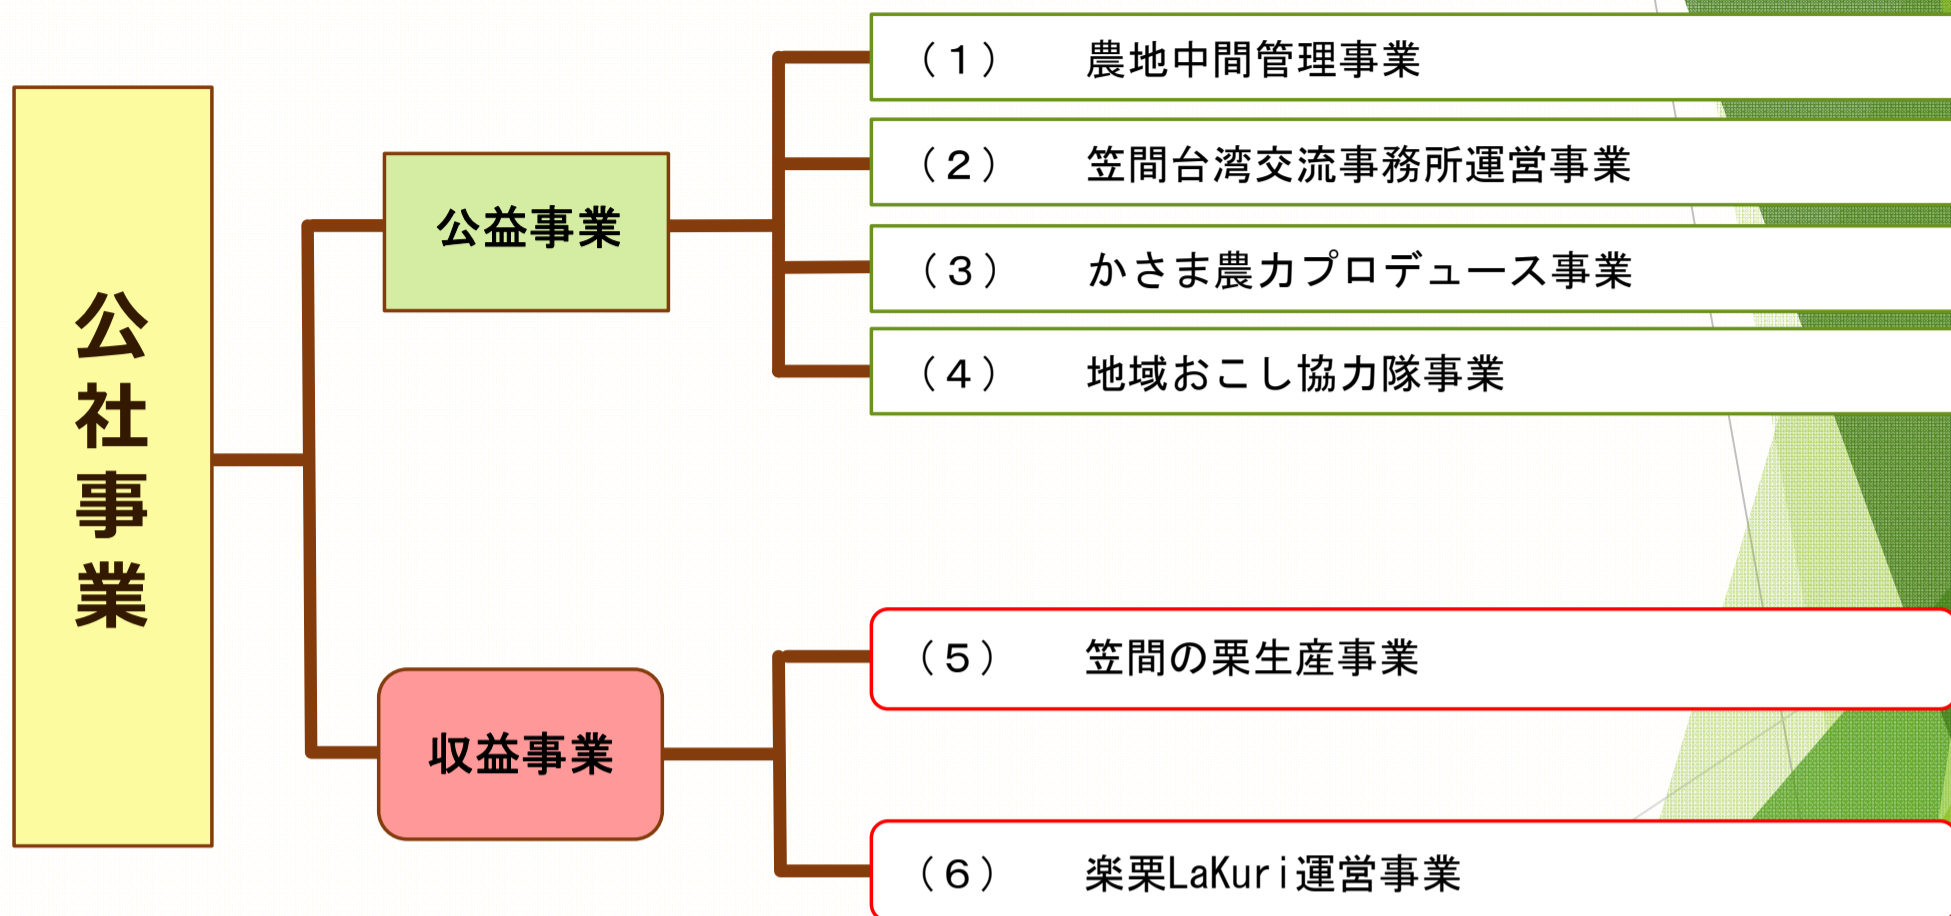 公社事業
公益事業
(1) 農地中間管理事業
(2) 笠間台湾交流事務所運営事業
(3) かさま農力プロデュース事業
(4) 地域おこし協力隊事業
収益事業
(5) 笠間の栗生産事業
(6) 楽栗LaKuri運営事業